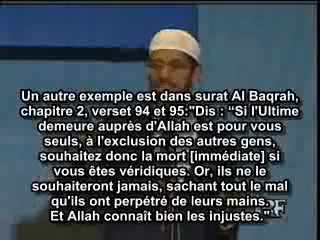 Un autre exemple est dans surat Al Baqrah,
chapitre 2, verset 94 et 95:"Dis : “Si l'Ultime
demeure auprès d'Allah est pour vous
seuls, à l'exclusion des autres gens,
souhaitez donc la mort [immédiate] si
vous êtes véridiques. Or, ils ne le
souhaiteront jamais, sachant tout le mal
qu'ils ont perpétré de leurs mains.
Et Allah connaît bien les injustes."